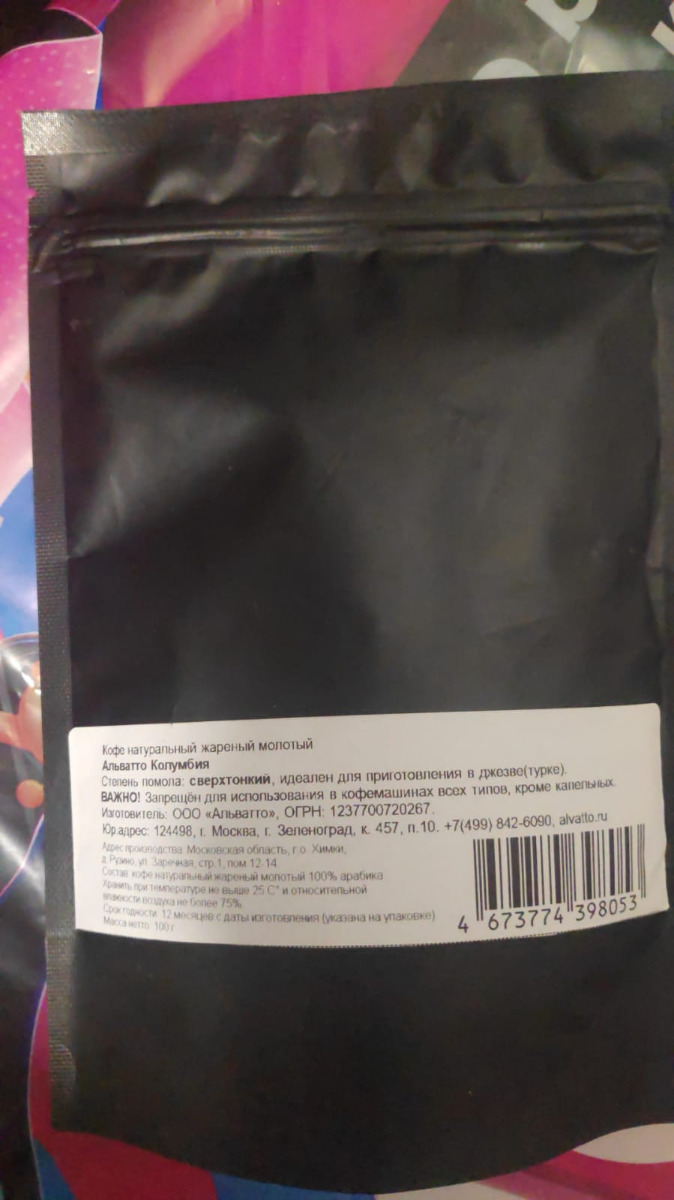 Кофе натуральный жареный молотый
Альватто Колумбия
Степень помола: сверхтонкий, идеален для приготовления в джезве(турке).
ВАЖНО! Запрещён для использования в кофемашинах всех типов, кроме капельных.
Изготовитель: ООО «Альватто», ОГРН: 1237700720267.
Юр.адрес: 124498, г. Москва, г. Зеленоград, к. 457, п.10. +7(499) 842-6090, alvatto.ru
Адрес производства: Московская область, г.о. Химки,
д. Рузино, ул. Заречная, стр. 1, пом. 12-14
Состав: кофе натуральный жареный молотый 100% арабика
Хранить при температуре не выше 25 С° и относительной
влажности воздуха не более 75%
Срок годности: 12 месяцев с даты изготовления (указана на упаковке)
Масса нетто: 100 г
4 673774 398053